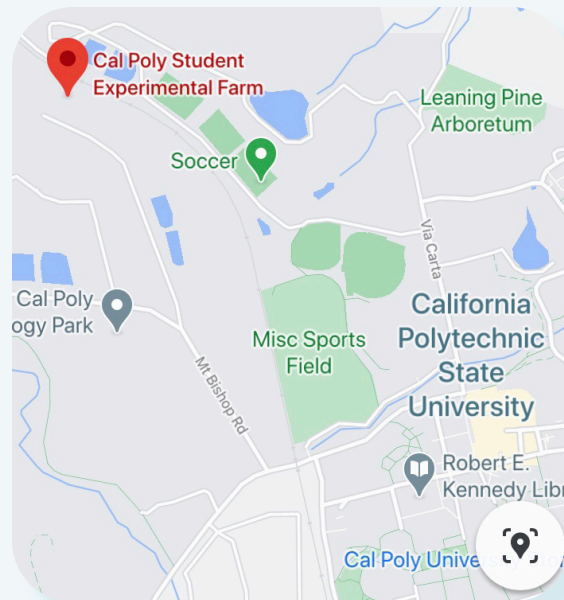 Cal Poly Student
Experimental Farm
Leaning Pine
Arboretum
Soccer
Via Carta
Cal Poly
ogy Park
California
Polytechnic
State
University
Misc Sports
Field
Mt Bishop Rd
Robert E.
Kennedy Libr
Cal Poly Univers